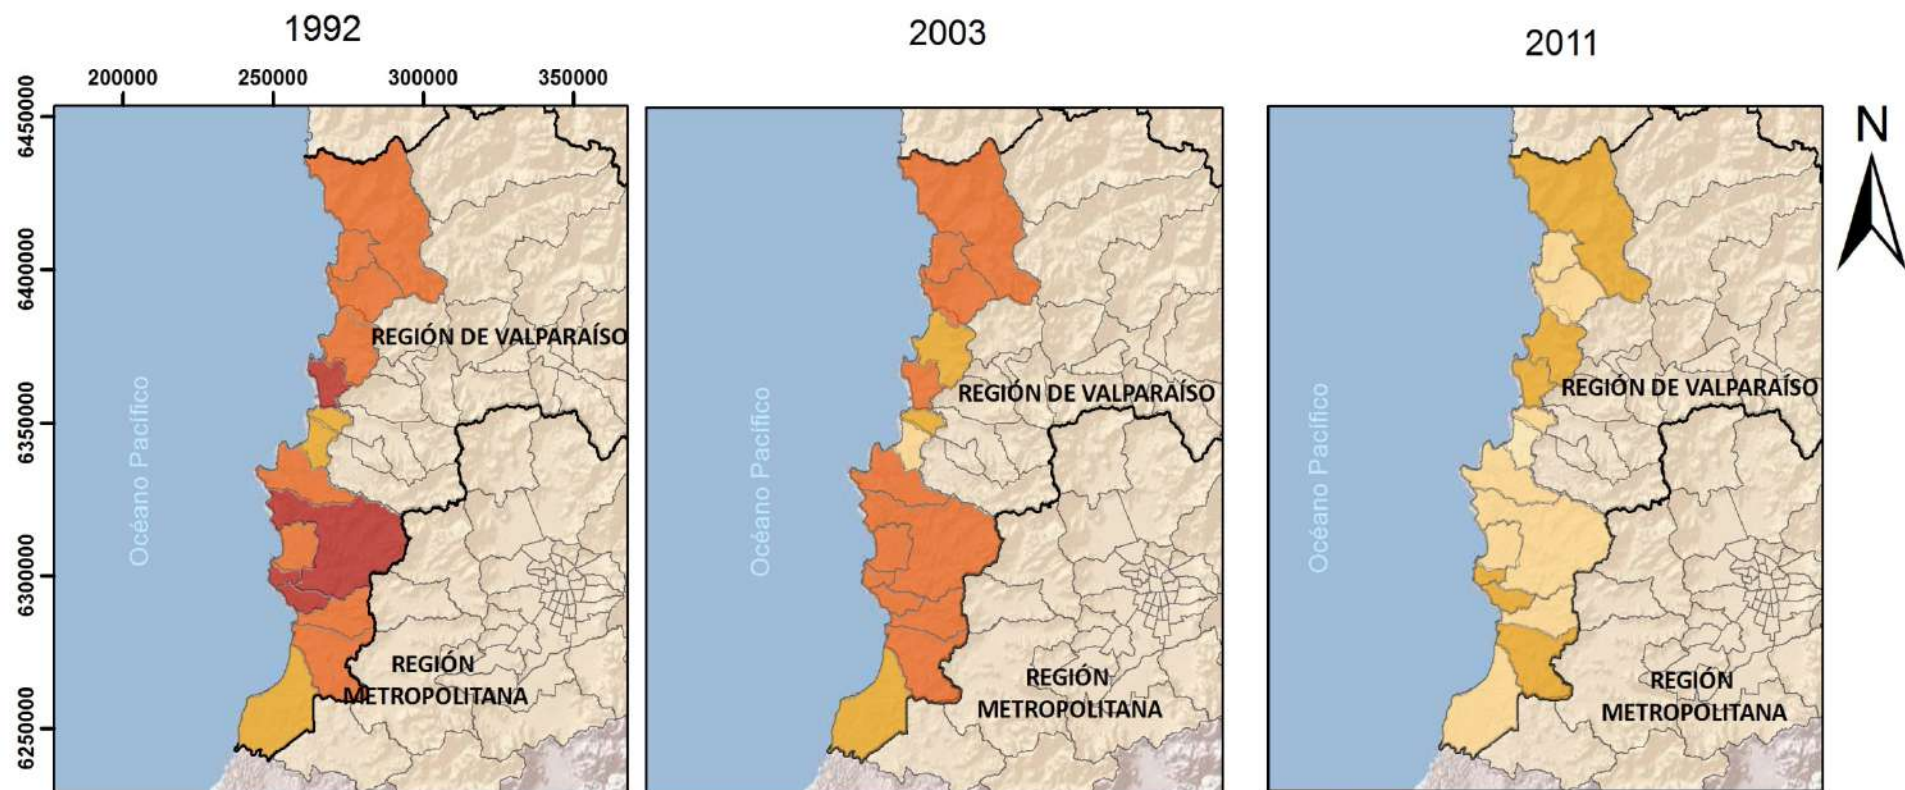 1992
2003
2011
200000
250000
300000
350000
6450000
6400000
6350000
6300000
6250000
N
Océano Pacífico
REGIÓN DE VALPARAÍSO
REGIÓN
METROPOLITANA
Océano Pacífico
REGIÓN DE VALPARAÍSO
REGIÓN
METROPOLITANA
Océano Pacífico
REGIÓN DE VALPARAÍSO
REGIÓN
METROPOLITANA